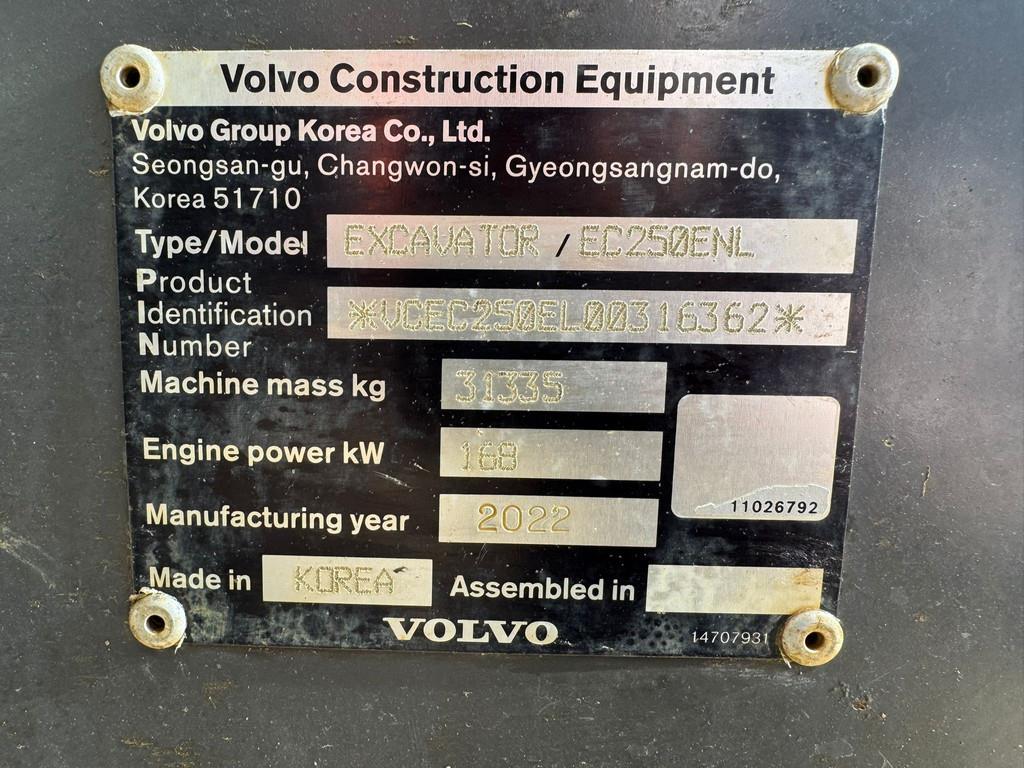 Volvo Construction Equipment
Volvo Group Korea Co., Ltd.
Seongsan-gu, Changwon-si, Gyeongsangnam-do,
Korea 51710
Type/Model EXCAVATOR / EC250ENL
Product
Identification *VCEC250EL00316362*
Number
Machine mass kg 31335
Engine power kW 168
11026792
Manufacturing year 2022
Made in KOREA Assembled in
VOLVO 14707931